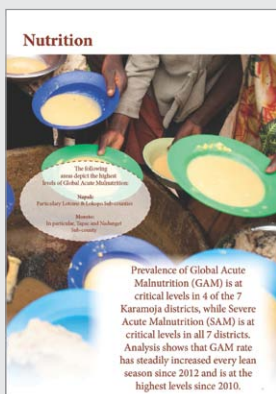 Nutrition
The following
areas depict the highest
levels of Global Acute Malnutrition:
Napak:
Particulary Lorente & Lokopo Sub-counties
Moroto:
In particular, Tapac and Nadunget
Sub-county
Prevalence of Global Acute
Malnutrition (GAM) is at
critical levels in 4 of the 7
Karamoja districts, while Severe
Acute Malnutrition (SAM) is at
critical levels in all 7 districts.
Analysis shows that GAM rate
has steadily increased every lean
season since 2012 and is at the
highest levels since 2010.